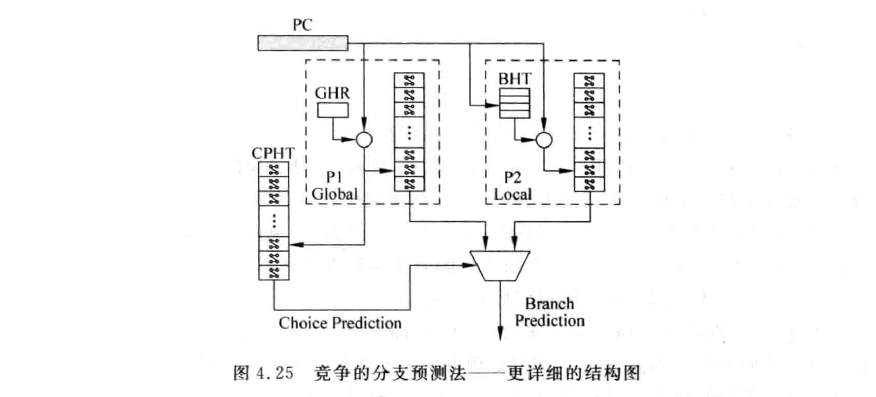 PC
GHR
BHT
CPHT
P1
Global
P2
Local
Choice Prediction
Branch
Prediction
图 4.25 竞争的分支预测法——更详细的结构图